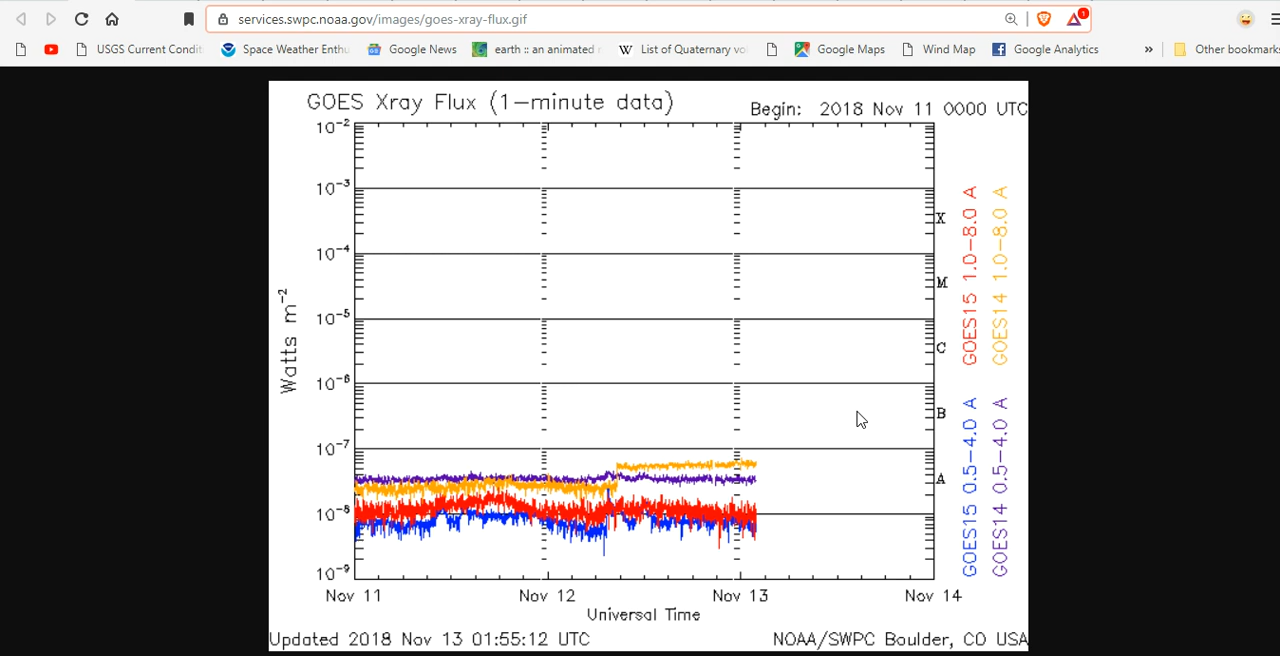 services.swpc.noaa.gov/images/goes-xray-flux.gif
1
USGS Current Condit
Space Weather Enthu
Google News
earth :: an animated
W List of Quaternary vo
Google Maps
Wind Map
Google Analytics
»
Other bookmarks
GOES Xray Flux (1-minute data)
Begin: 2018 Nov 11 0000 UTC
10-2
10-3
10-4
10-5
10-6
10-7
10-8
10-9
Watts m-2
X
M
C
B
A
GOES15 1.0-8.0 A
GOES14 1.0-8.0 A
GOES15 0.5-4.0 A
GOES14 0.5-4.0 A
Nov 11
Nov 12
Nov 13
Nov 14
Universal Time
Updated 2018 Nov 13 01:55:12 UTC
NOAA/SWPC Boulder, CO USA